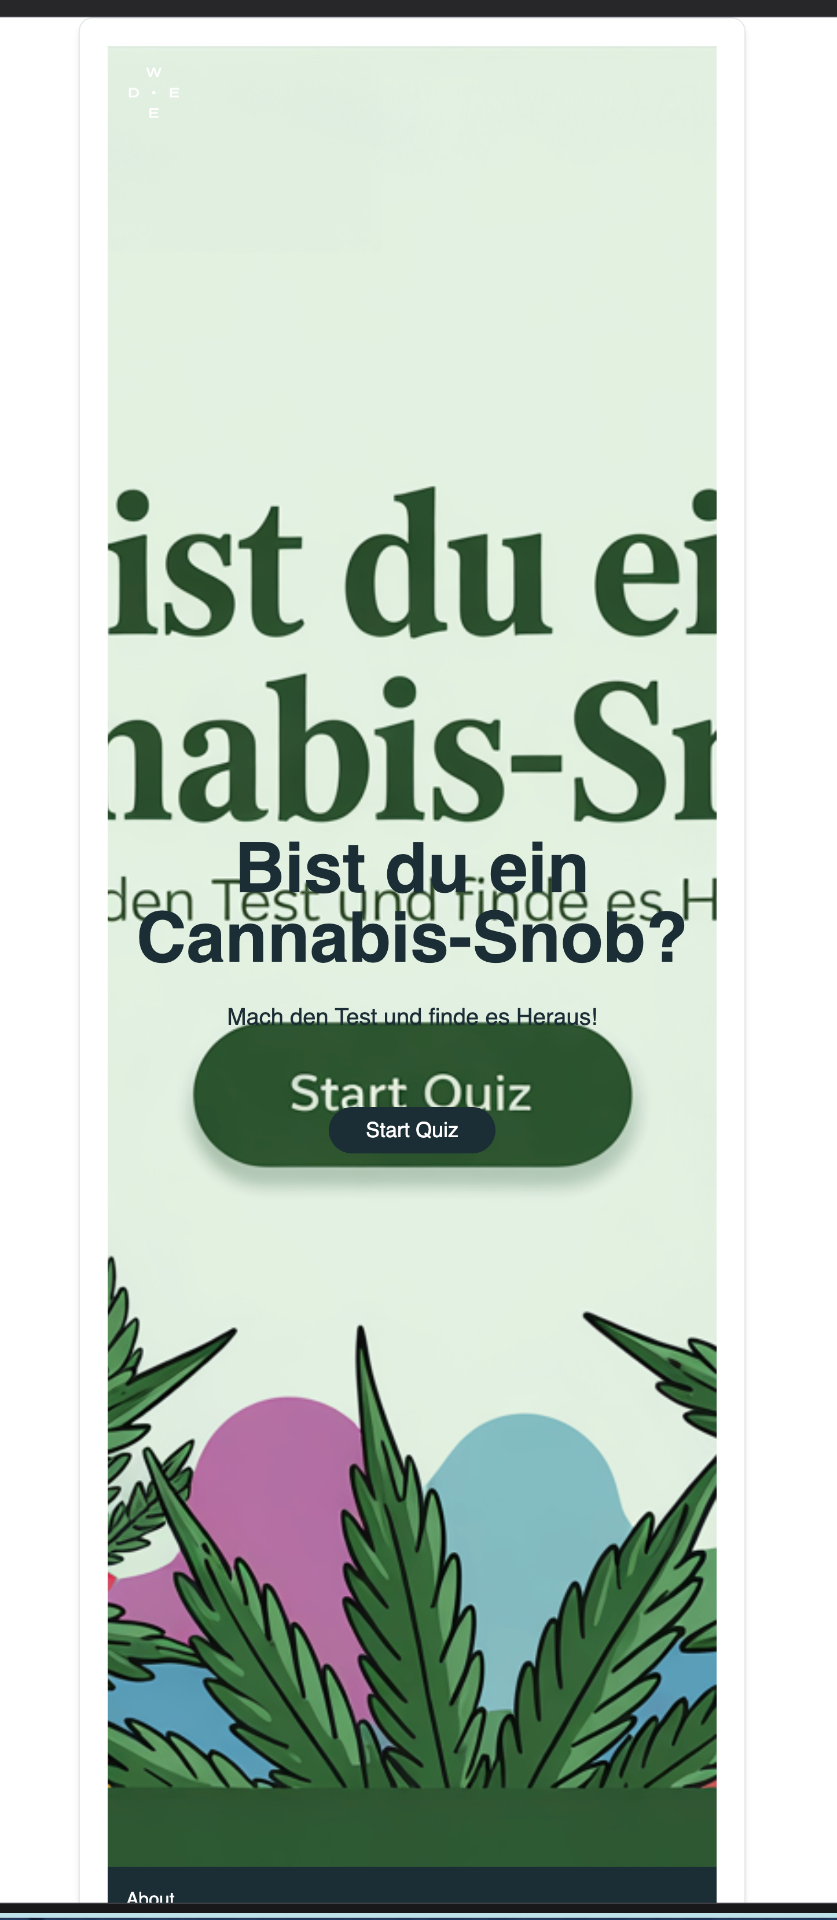 W
D · E
E
ist du ei
nabis-Sn
den Test und finde es H
Bist du ein
Cannabis-Snob?
Mach den Test und finde es Heraus!
Start Quiz
Start Quiz
About